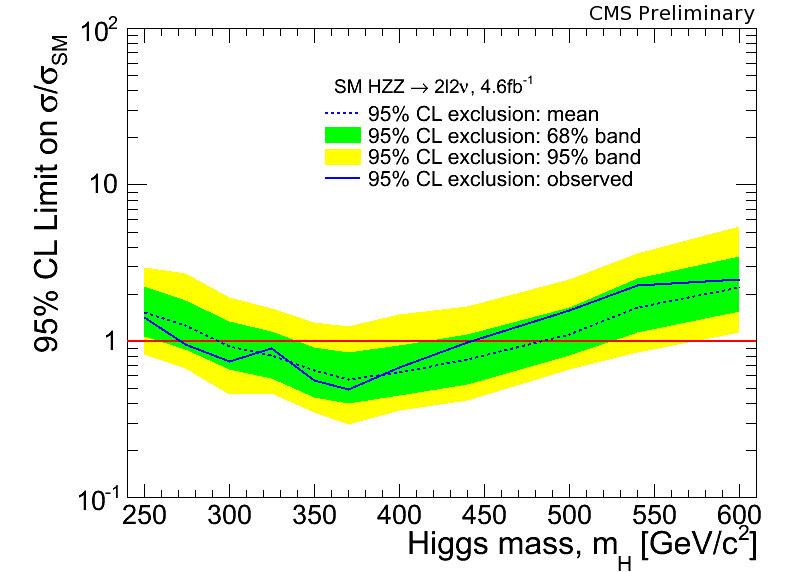 CMS Preliminary
10²
SM HZZ → 2l2ν, 4.6fb⁻¹
95% CL exclusion: mean
95% CL exclusion: 68% band
95% CL exclusion: 95% band
95% CL exclusion: observed
10
1
10⁻¹
95% CL Limit on σ/σ_SM
250 300 350 400 450 500 550 600
Higgs mass, m_H [GeV/c²]